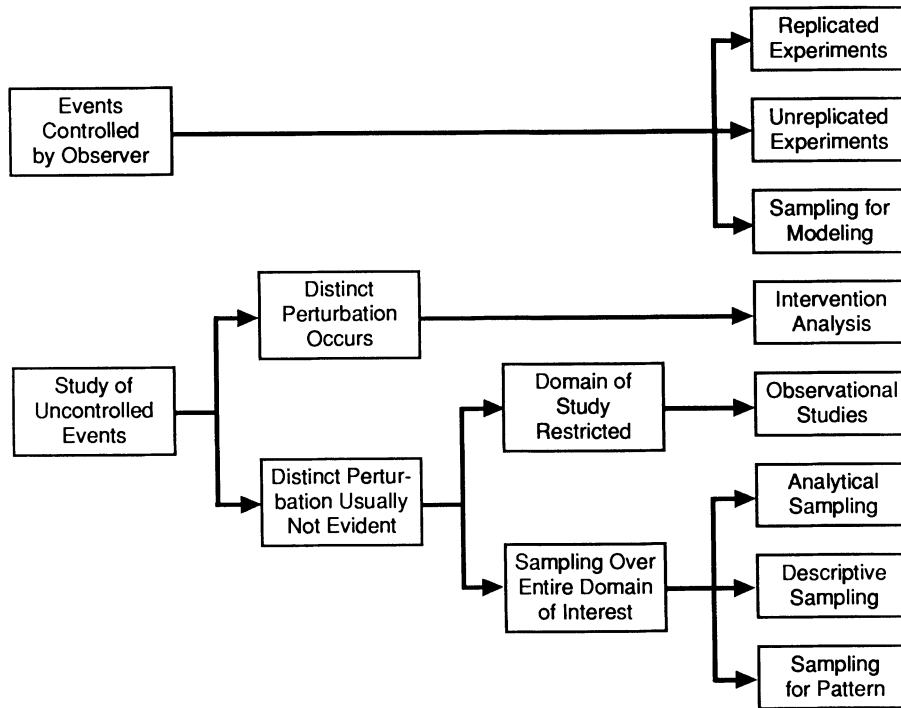 Replicated
Experiments
Events
Controlled
by Observer
Unreplicated
Experiments
Sampling for
Modeling
Distinct
Perturbation
Occurs
Intervention
Analysis
Study of
Uncontrolled
Events
Domain of
Study
Restricted
Observational
Studies
Distinct Pertur-
bation Usually
Not Evident
Analytical
Sampling
Sampling Over
Entire Domain
of Interest
Descriptive
Sampling
Sampling
for Pattern